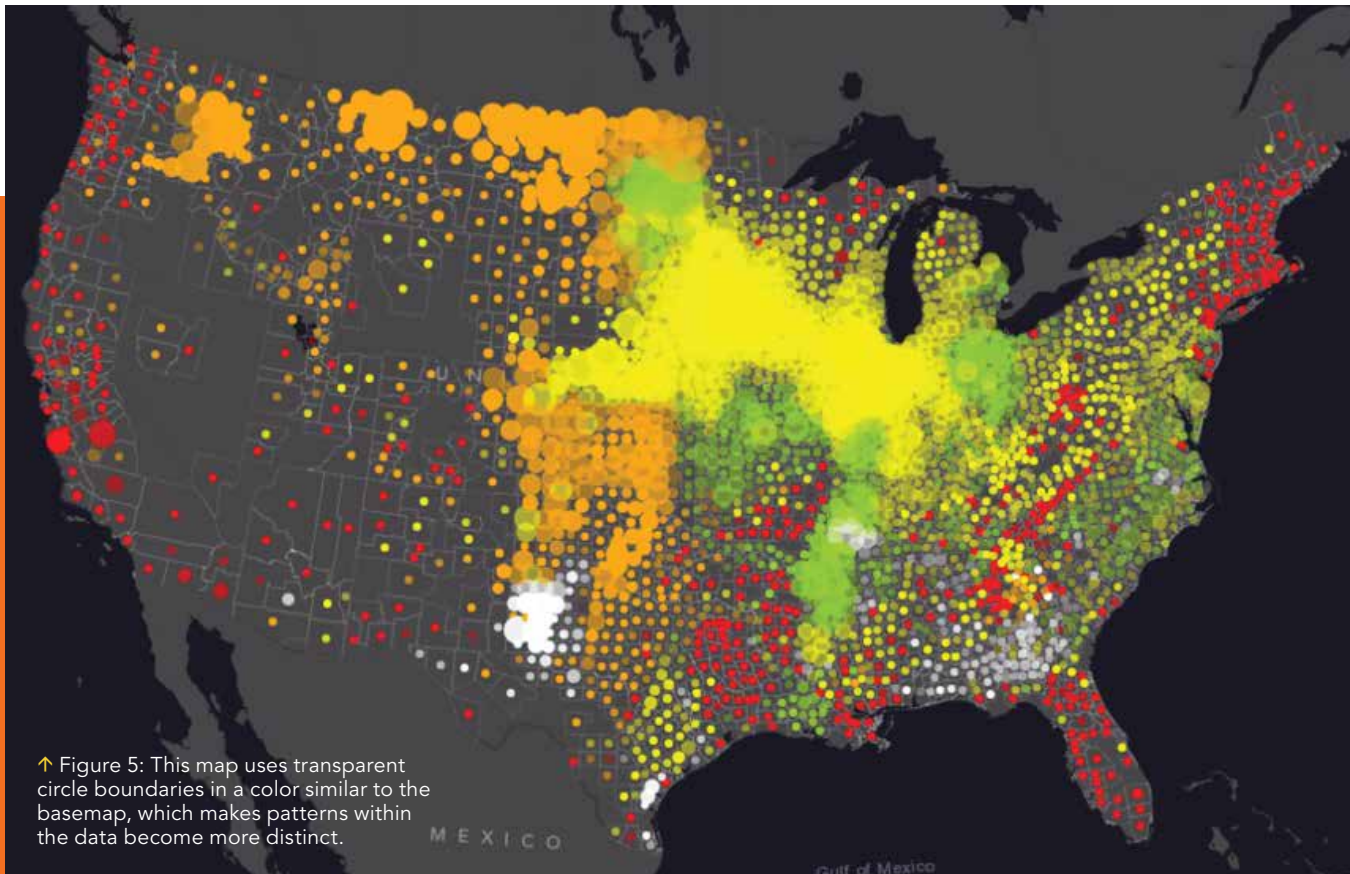 U N
↑ Figure 5: This map uses transparent
circle boundaries in a color similar to the
basemap, which makes patterns within
the data become more distinct.
MEXICO
Gulf of Mexico